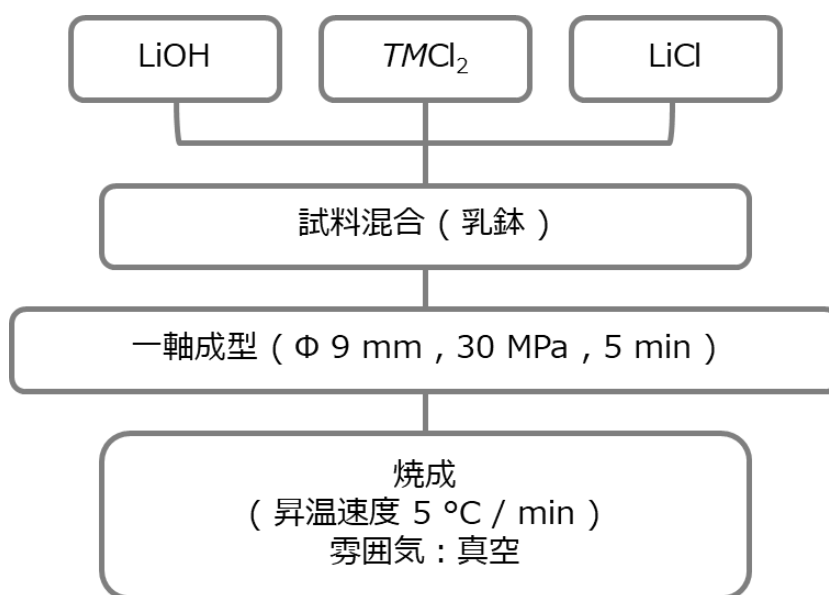 LiOH
TMCl₂
LiCl
試料混合 ( 乳鉢 )
一軸成型 ( Φ 9 mm , 30 MPa , 5 min )
焼成
( 昇温速度 5 °C / min )
雰囲気 : 真空